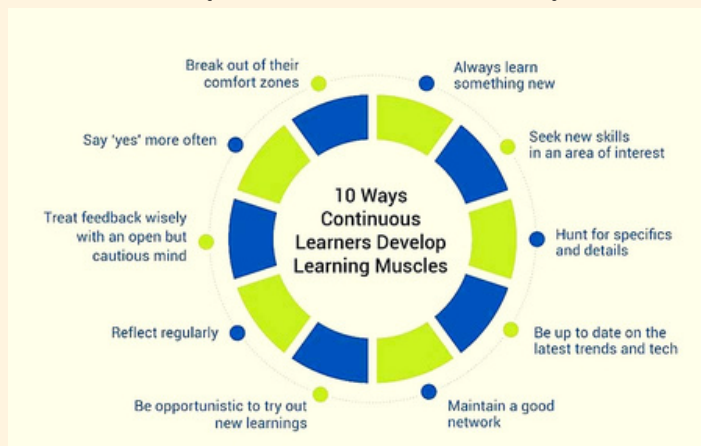 10 Ways
Continuous
Learners Develop
Learning Muscles
Always learn
something new
Seek new skills
in an area of interest
Hunt for specifics
and details
Be up to date on the
latest trends and tech
Maintain a good
network
Be opportunistic to try out
new learnings
Reflect regularly
Treat feedback wisely
with an open but
cautious mind
Say 'yes' more often
Break out of their
comfort zones